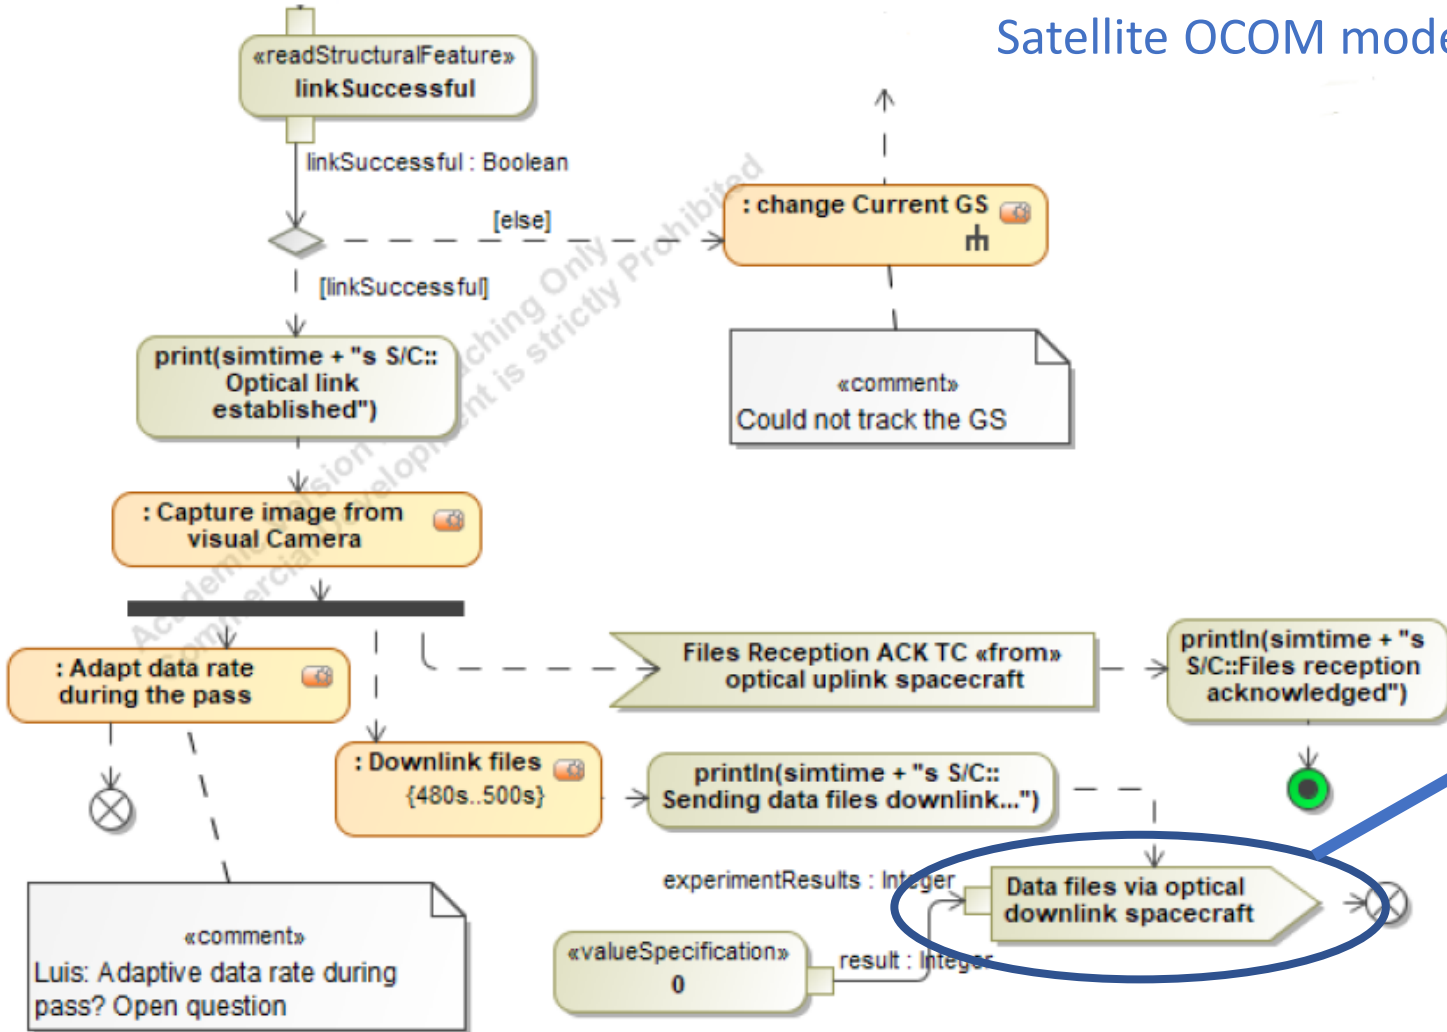 Satellite OCOM mode
«readStructuralFeature»
linkSuccessful
linkSuccessful : Boolean
[else]
: change Current GS
[linkSuccessful]
print(simtime + "s S/C::
Optical link
established")
«comment»
Could not track the GS
: Capture image from
visual Camera
Files Reception ACK TC «from»
optical uplink spacecraft
println(simtime + "s
S/C::Files reception
acknowledged")
: Adapt data rate
during the pass
: Downlink files
{480s..500s}
println(simtime + "s S/C::
Sending data files downlink...")
experimentResults : Integer
Data files via optical
downlink spacecraft
«comment»
Luis: Adaptive data rate during
pass? Open question
«valueSpecification»
0
result : Integer